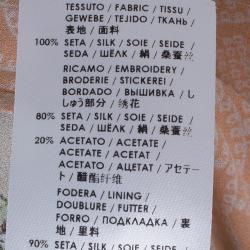 TESSUTO / FABRIC / TISSU /
GEWEBE / TEJIDO / ТКАНЬ /
表地 / 面料
100% SETA / SILK / SOIE / SEIDE /
SEDA / ШЁЛК / 絹 / 桑蚕丝
RICAMO / EMBROIDERY /
BRODERIE / STICKEREI /
BORDADO / ВЫШИВКА / し
しゅう部分 / 绣花
80% SETA / SILK / SOIE / SEIDE /
SEDA / ШЁЛК / 絹 / 桑蚕丝
20% ACETATO / ACETATE /
ACETATE / ACETAT /
ACETATO / АЦЕТАТ / アセテー
ト / 醋酯纤维
FODERA / LINING /
DOUBLURE / FUTTER /
FORRO / ПОДКЛАДКА / 裏
地 / 里料
90% SETA / SILK / SOIE / SEIDE /